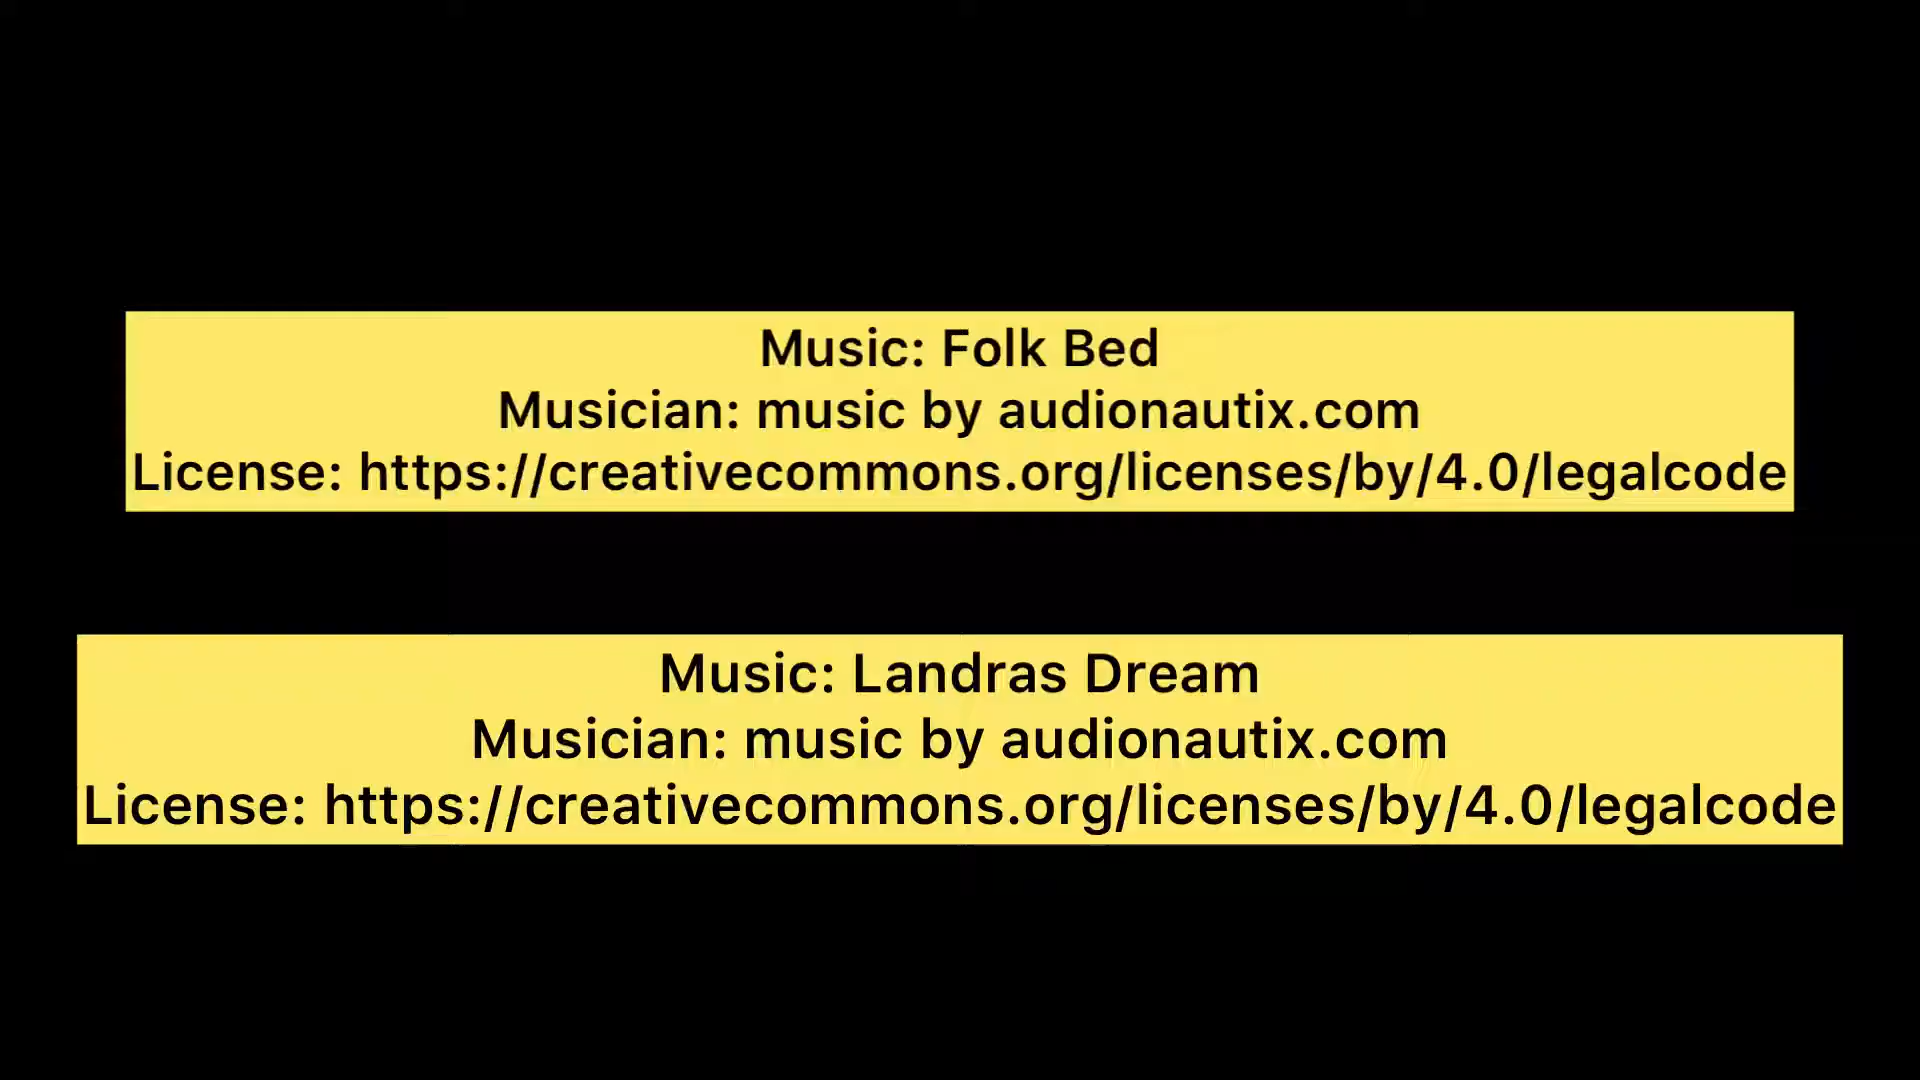 Music: Folk Bed
Musician: music by audionautix.com
License: https://creativecommons.org/licenses/by/4.0/legalcode
Music: Landras Dream
Musician: music by audionautix.com
License: https://creativecommons.org/licenses/by/4.0/legalcode